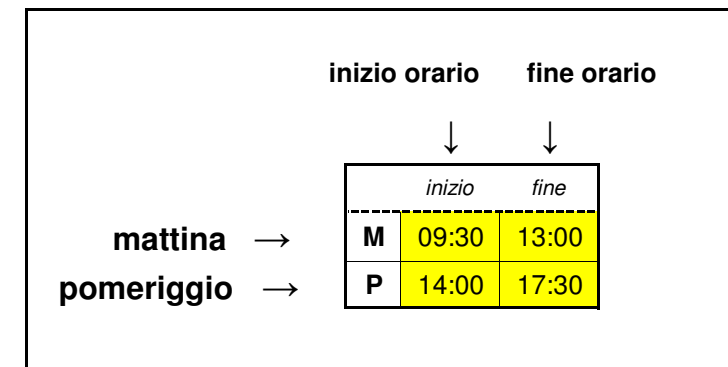 inizio orario fine orario
↓ ↓
inizio fine
mattina → M 09:30 13:00
pomeriggio → P 14:00 17:30